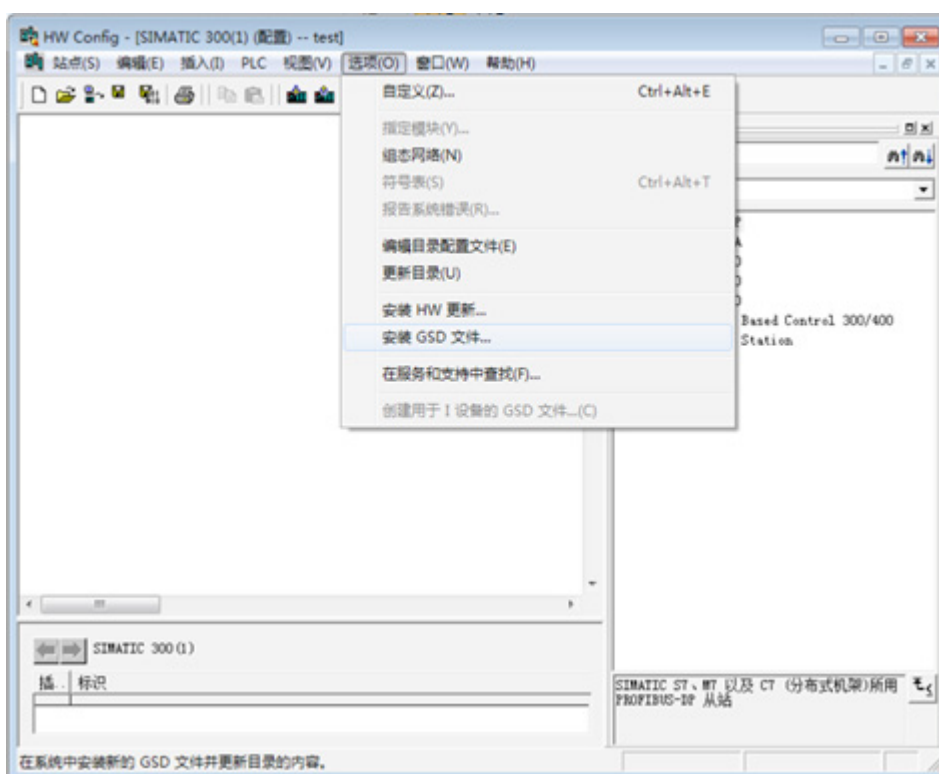 HW Config - [SIMATIC 300(1) (配置) -- test]
站点(S) 编辑(E) 插入(I) PLC 视图(V) 选项(O) 窗口(W) 帮助(H)
自定义(Z)... Ctrl+Alt+E
指定模块(Y)...
组态网络(N)
符号表(S) Ctrl+Alt+T
报告系统错误(R)...
编辑目录配置文件(E)
更新目录(U)
安装 HW 更新...
安装 GSD 文件...
在服务和支持中查找(F)...
创建用于 I 设备的 GSD 文件...(C)
Based Control 300/400
Station
SIMATIC 300(1)
插... 标识
SIMATIC S7、M7 以及 C7 (分布式机架)所用
PROFIBUS-DP 从站
在系统中安装新的 GSD 文件并更新目录的内容。